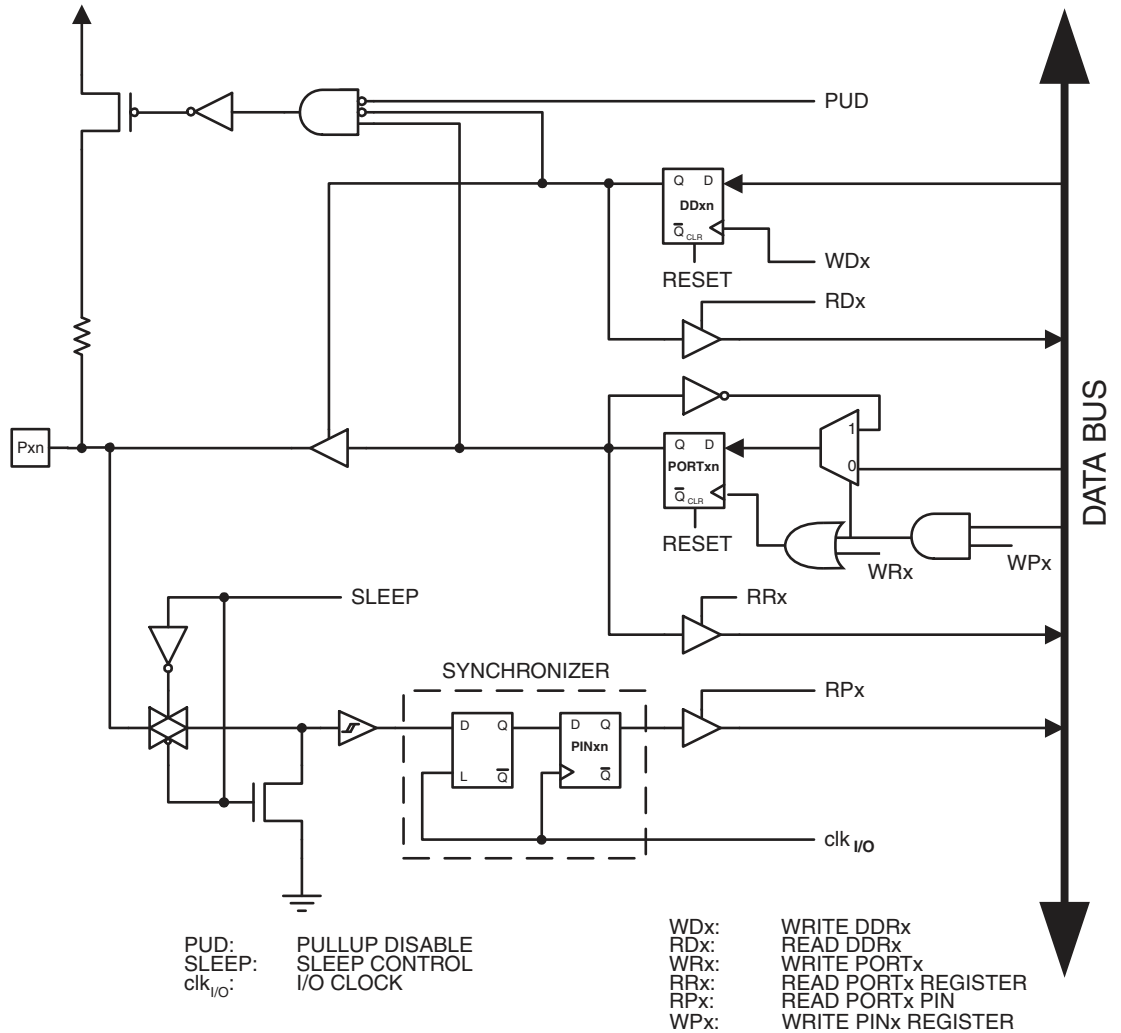 PUD
Q D
DDxn
Q CLR
WDx
RESET
RDx
1
Pxn
Q D
PORTxn
0
Q CLR
RESET
WRx
WPx
DATA BUS
SLEEP
RRx
SYNCHRONIZER
RPx
D Q
D Q
PINxn
L Q
Q
clk I/O
PUD: PULLUP DISABLE
SLEEP: SLEEP CONTROL
clkI/O: I/O CLOCK
WDx: WRITE DDRx
RDx: READ DDRx
WRx: WRITE PORTx
RRx: READ PORTx REGISTER
RPx: READ PORTx PIN
WPx: WRITE PINx REGISTER